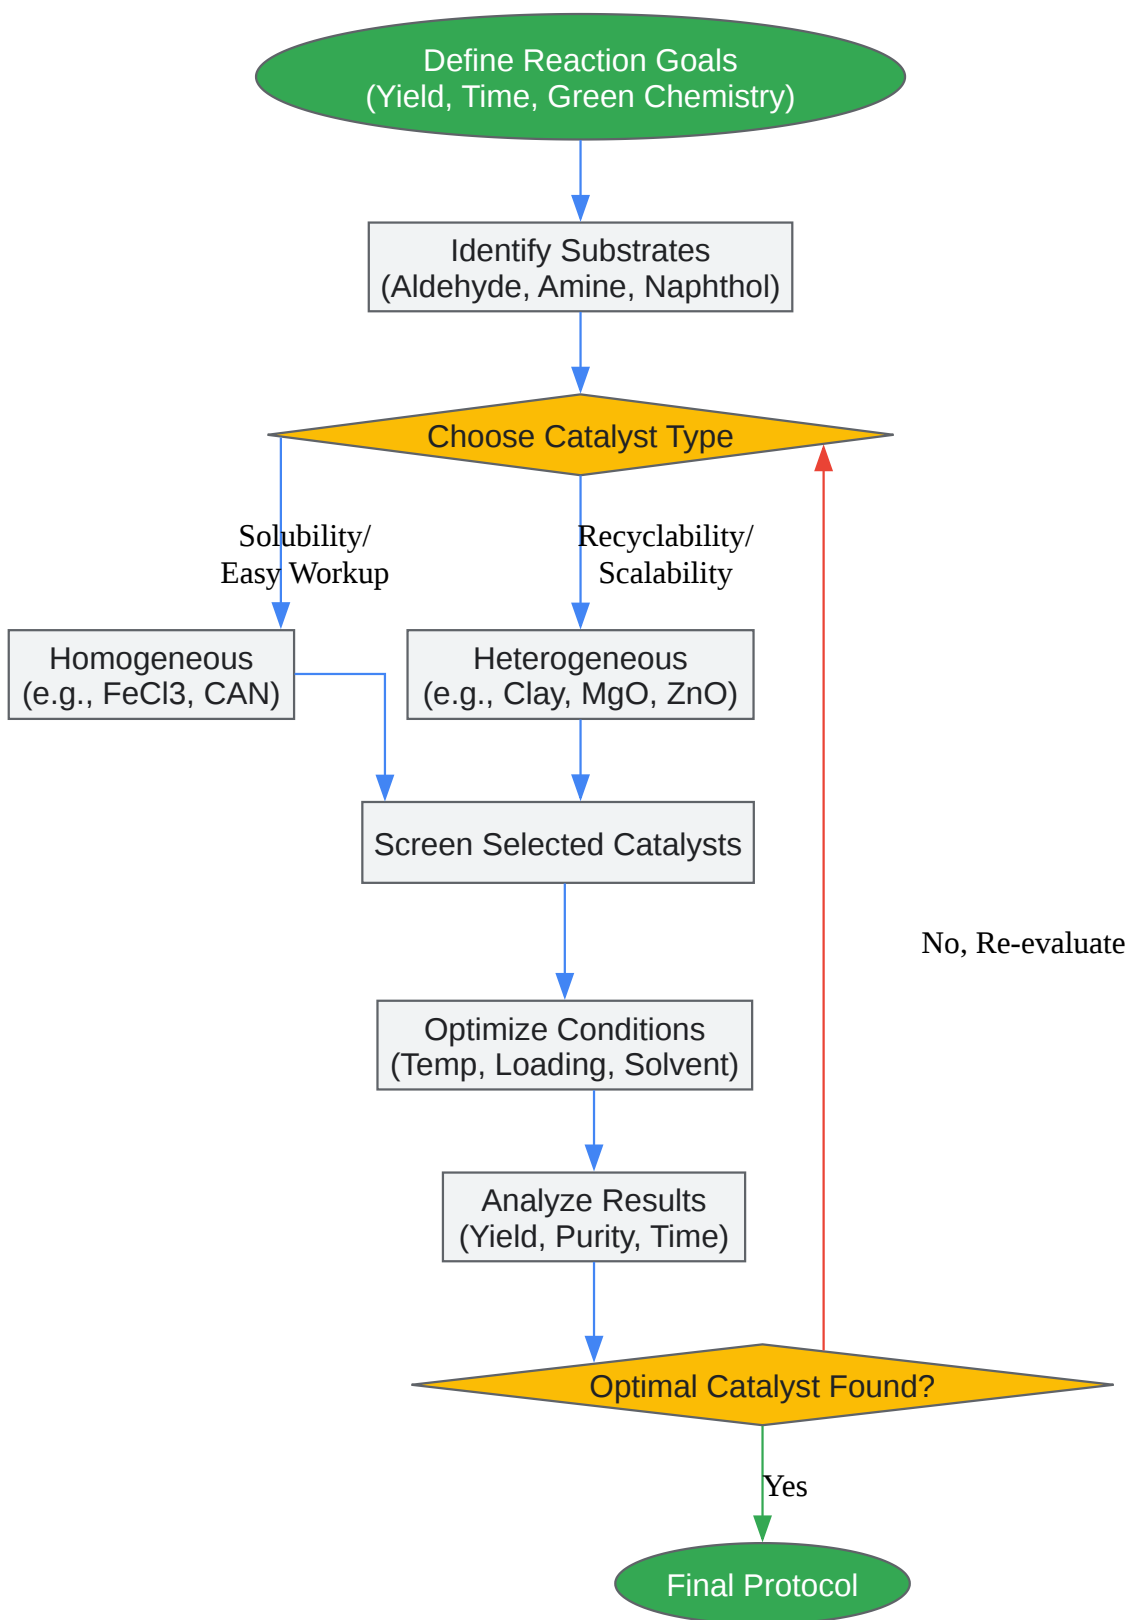 Define Reaction Goals
(Yield, Time, Green Chemistry)
Identify Substrates
(Aldehyde, Amine, Naphthol)
Choose Catalyst Type
Solubility/
Easy Workup
Recyclability/
Scalability
Homogeneous
(e.g., FeCl3, CAN)
Heterogeneous
(e.g., Clay, MgO, ZnO)
Screen Selected Catalysts
No, Re-evaluate
Optimize Conditions
(Temp, Loading, Solvent)
Analyze Results
(Yield, Purity, Time)
Optimal Catalyst Found?
Yes
Final Protocol